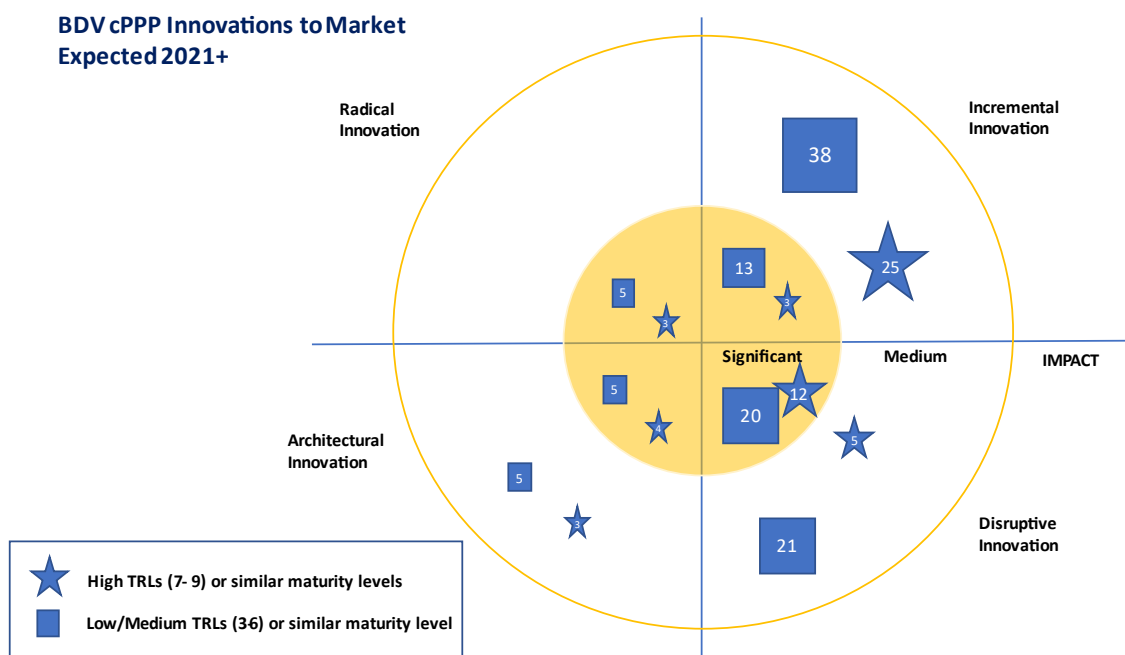 BDV cPPP Innovations to Market
Expected 2021+
Radical
Innovation
Incremental
Innovation
38
25
13
3
5
3
Significant
Medium
IMPACT
5
4
12
20
5
Architectural
Innovation
5
3
21
Disruptive
Innovation
High TRLs (7- 9) or similar maturity levels
Low/Medium TRLs (36) or similar maturity level